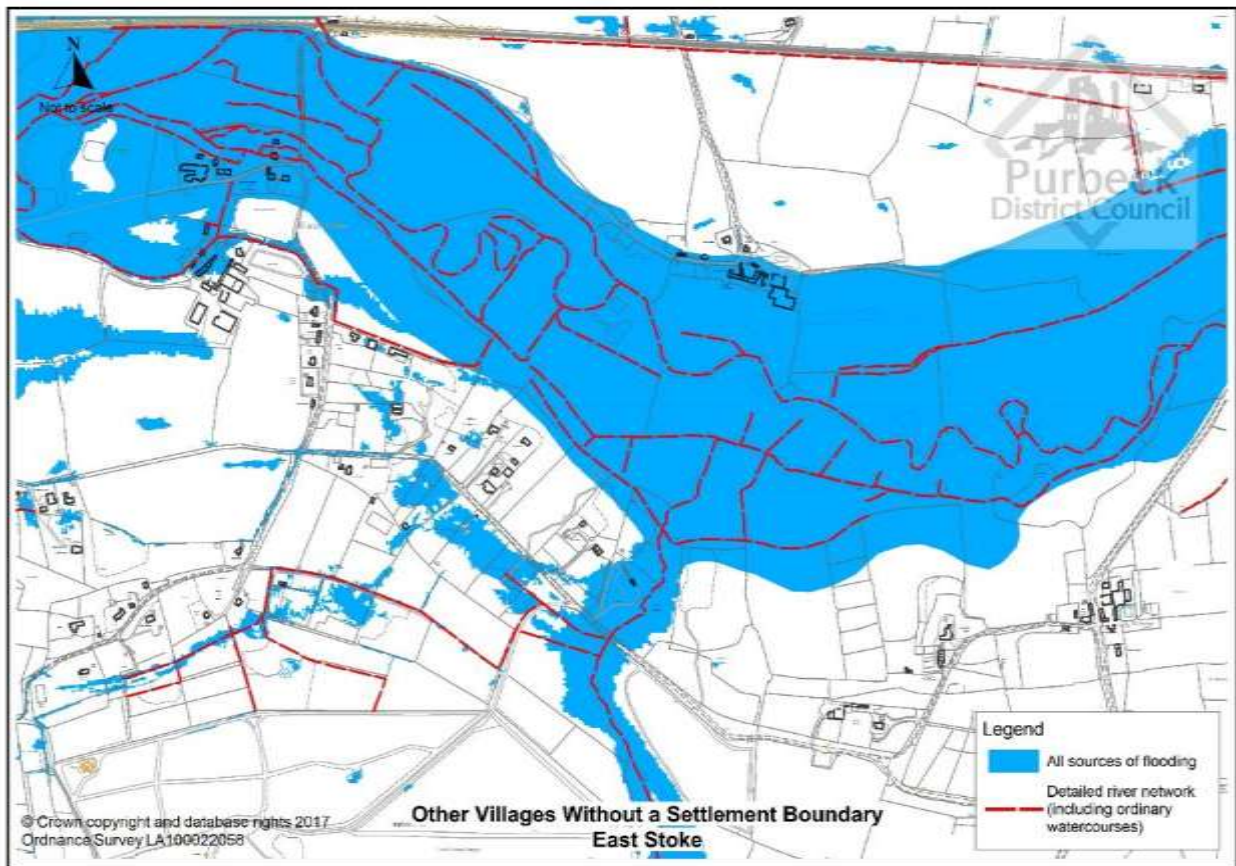 N
Not to scale
Purbeck
District Council
Legend
All sources of flooding
Detailed river network
(including ordinary
watercourses)
Other Villages Without a Settlement Boundary
East Stoke
© Crown copyright and database rights 2017
Ordnance Survey LA100022058